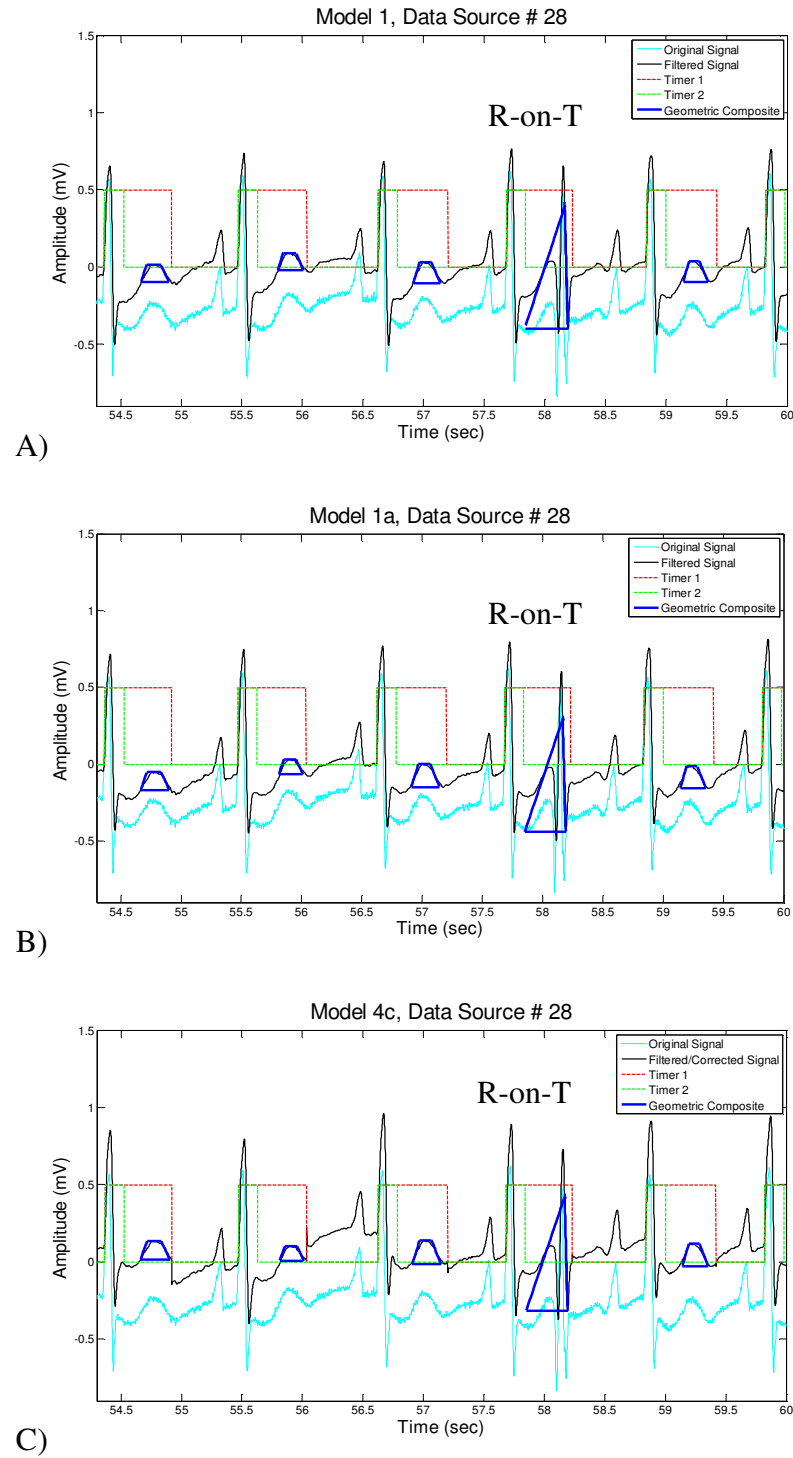 Model 1, Data Source # 28
1.5
Original Signal
Filtered Signal
Timer 1
Timer 2
Geometric Composite
R-on-T
1
0.5
0
-0.5
Amplitude (mV)
54.5 55 55.5 56 56.5 57 57.5 58 58.5 59 59.5 60
Time (sec)
A)
Model 1a, Data Source # 28
1.5
Original Signal
Filtered Signal
Timer 1
Timer 2
Geometric Composite
R-on-T
1
0.5
0
-0.5
Amplitude (mV)
54.5 55 55.5 56 56.5 57 57.5 58 58.5 59 59.5 60
Time (sec)
B)
Model 4c, Data Source # 28
1.5
Original Signal
Filtered/Corrected Signal
Timer 1
Timer 2
Geometric Composite
R-on-T
1
0.5
0
-0.5
Amplitude (mV)
54.5 55 55.5 56 56.5 57 57.5 58 58.5 59 59.5 60
Time (sec)
C)